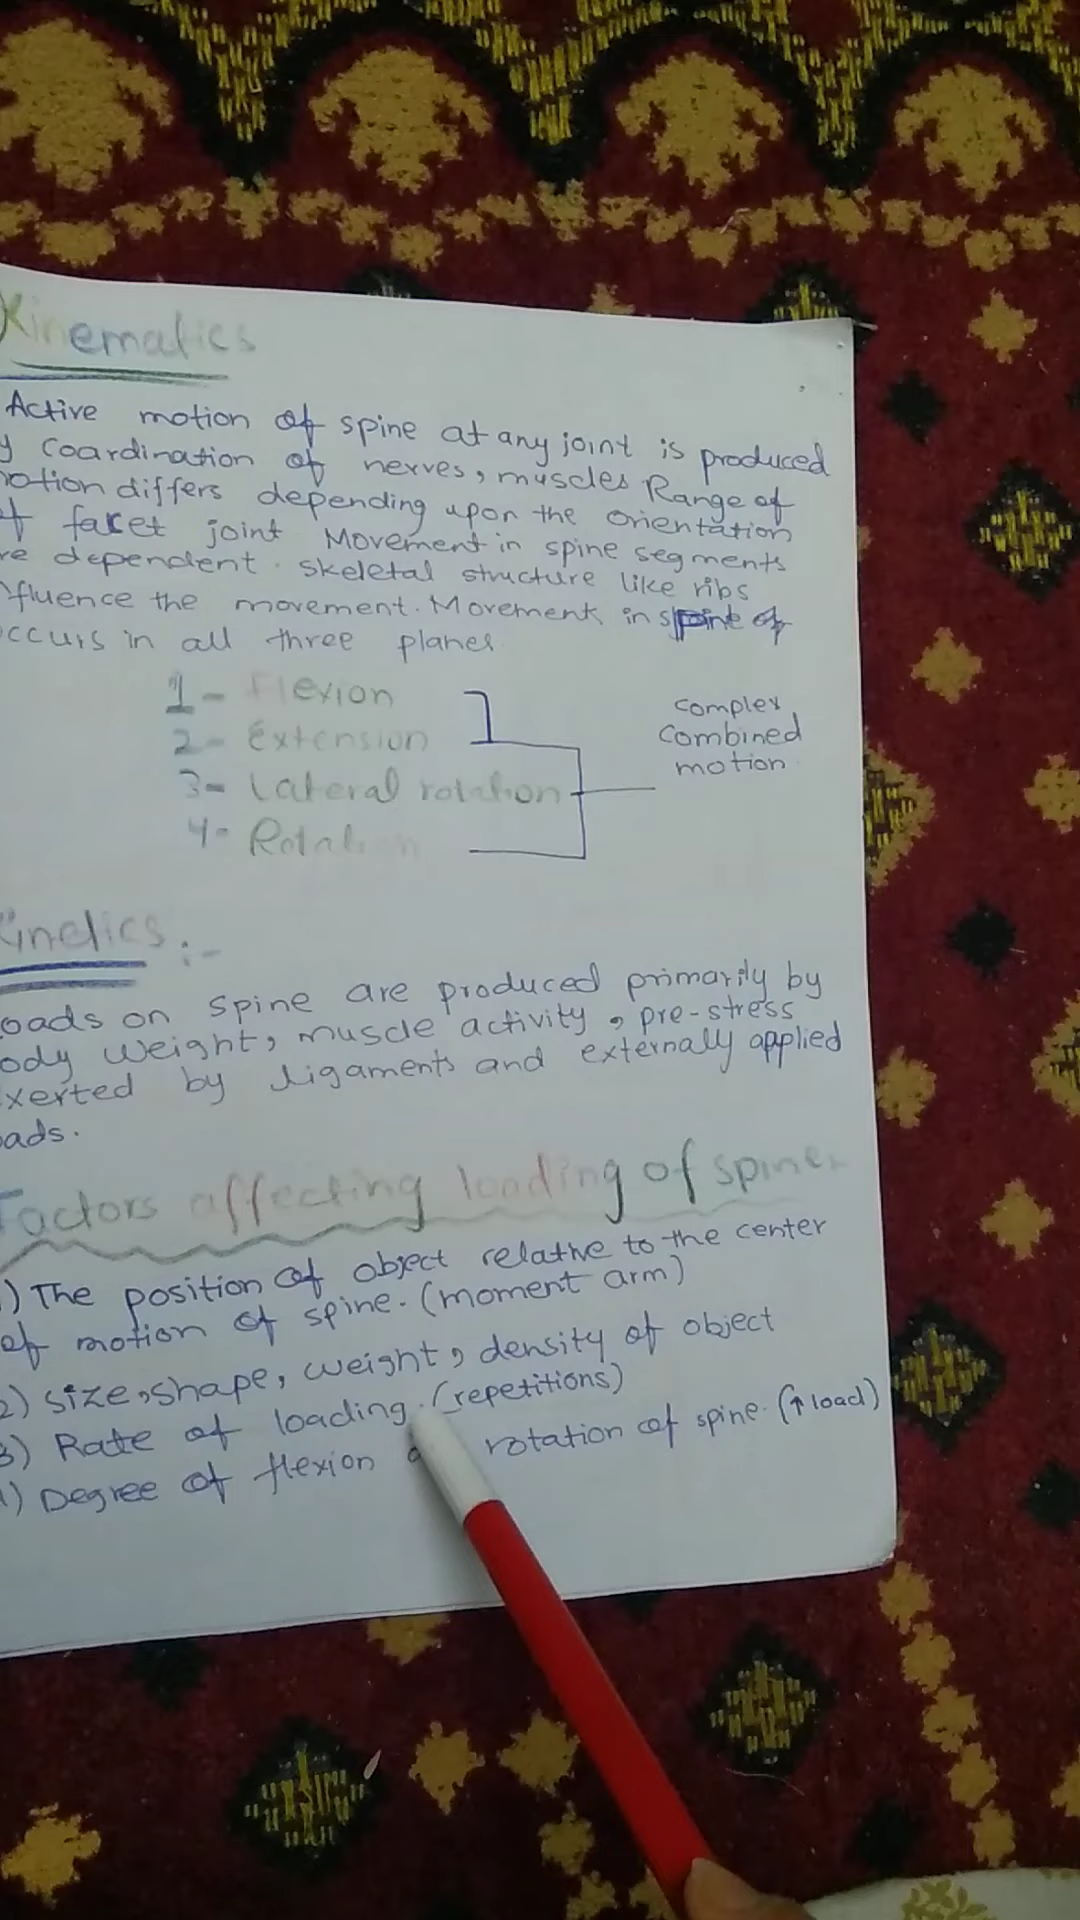 Kinematics
Active motion of spine at any joint is produced
y coardination of nerves, muscles Range of
otion differs depending upon the orientation
f facet joint Movement in spine segments
re dependent. skeletal structure like ribs
fluence the movement. Movement in spine of
ccurs in all three planes
1- Flexion
2- Extension
3- Lateral rotation
4- Rotation
complex
combined
motion
Kinetics:-
oads on spine are produced primarily by
ody weight, muscle activity, pre-stress
xerted by ligaments and externally applied
oads.
Factors affecting loading of spine
) The position of object relative to the center
of motion of spine. (moment arm)
2) Size, shape, weight, density of object
3) Rate of loading. (repetitions)
) Degree of flexion rotation of spine. (↑ load)